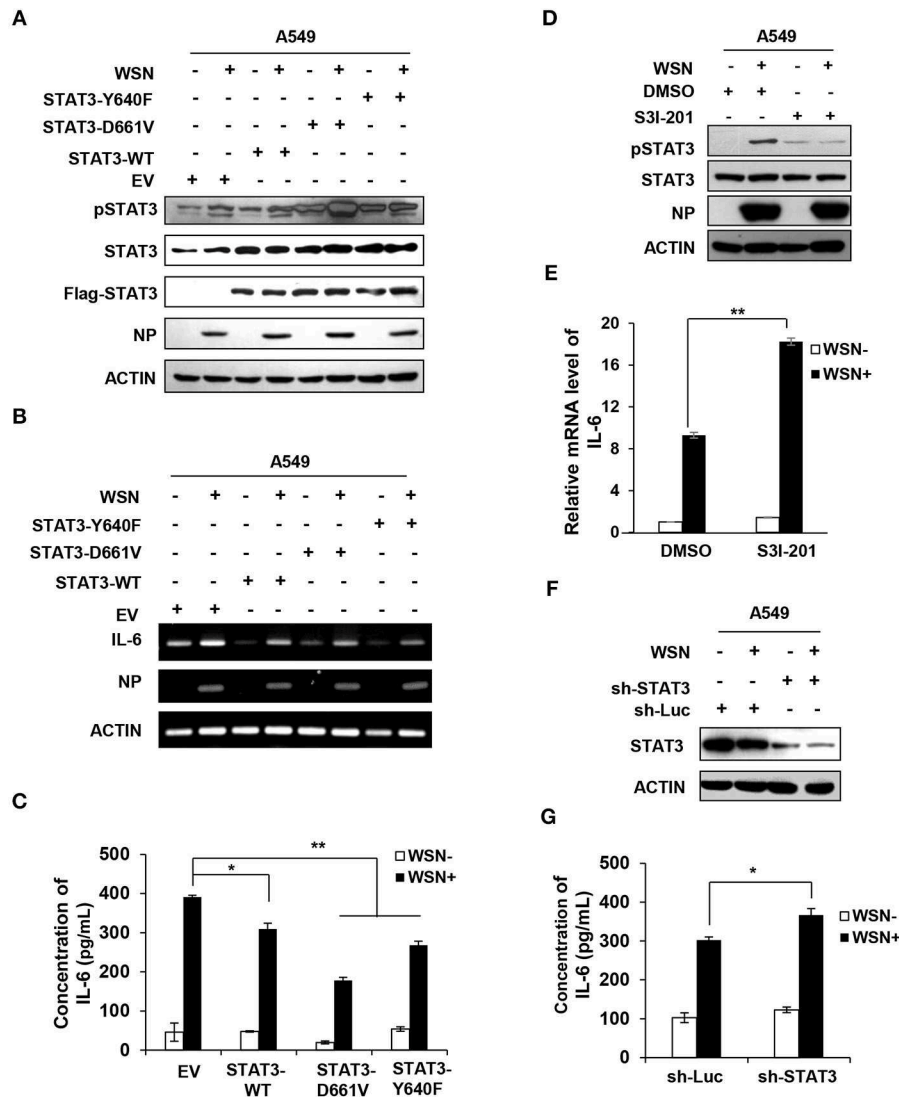 A
A549
WSN - + - + - + - +
STAT3-Y640F - - - - - - + +
STAT3-D661V - - - - + + - -
STAT3-WT - - + + - - - -
EV + + - - - - - -
pSTAT3
STAT3
Flag-STAT3
NP
ACTIN
B
A549
WSN - + - + - + - +
STAT3-Y640F - - - - - - + +
STAT3-D661V - - - - + + - -
STAT3-WT - - + + - - - -
EV + + - - - - - -
IL-6
NP
ACTIN
C
Concentration of
IL-6 (pg/mL)
500
400
300
200
100
0
**
*
WSN-
WSN+
EV
STAT3-
WT
STAT3-
D661V
STAT3-
Y640F
D
A549
WSN - + - +
DMSO + + - -
S3I-201 - - + +
pSTAT3
STAT3
NP
ACTIN
E
Relative mRNA level of
IL-6
20
16
12
8
4
0
**
WSN-
WSN+
DMSO
S3I-201
F
A549
WSN - + - +
sh-STAT3 - - + +
sh-Luc + + - -
STAT3
ACTIN
G
Concentration of
IL-6 (pg/mL)
500
400
300
200
100
0
*
WSN-
WSN+
sh-Luc
sh-STAT3